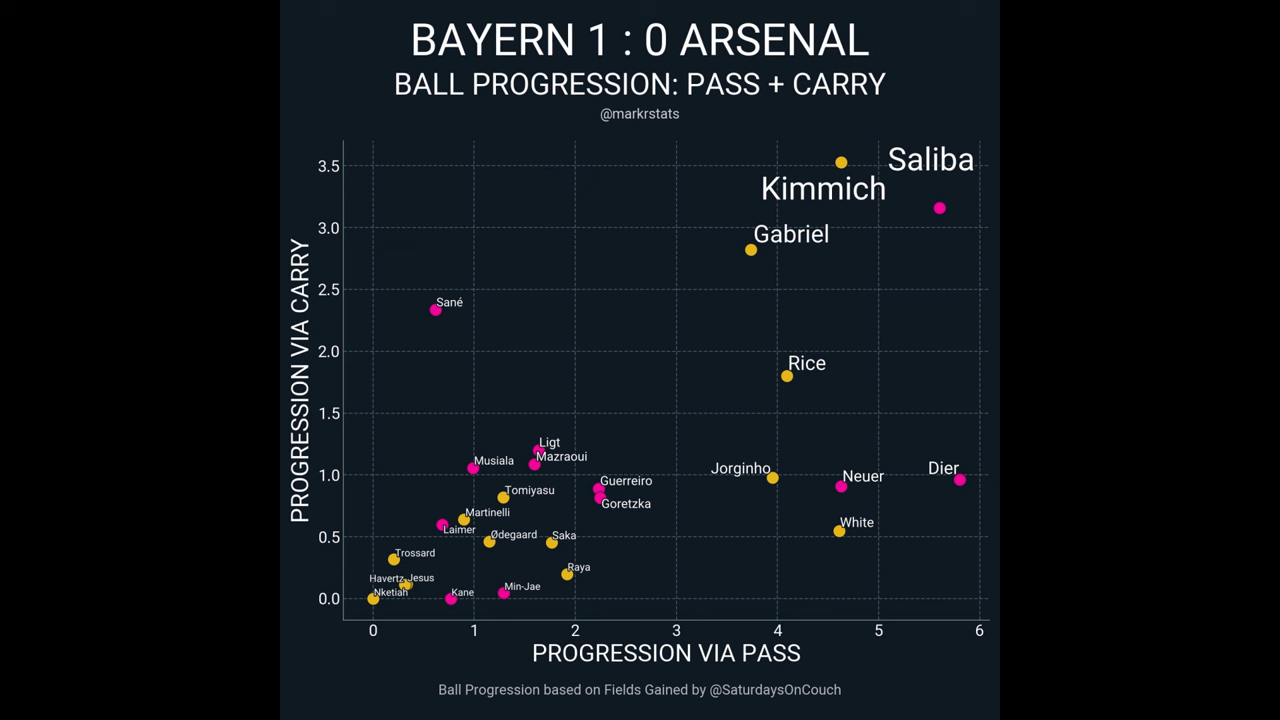 BAYERN 1 : 0 ARSENAL
BALL PROGRESSION: PASS + CARRY
@markrstats
PROGRESSION VIA CARRY
3.5
3.0
2.5
2.0
1.5
1.0
0.5
0.0
Saliba
Kimmich
Gabriel
Sané
Rice
Ligt
Mazraoui
Musiala
Jorginho
Neuer
Dier
Guerreiro
Tomiyasu
Goretzka
Martinelli
Laimer
Ødegaard
Saka
White
Trossard
Raya
Havertz
Jesus
Nketiah
Kane
Min-Jae
0 1 2 3 4 5 6
PROGRESSION VIA PASS
Ball Progression based on Fields Gained by @SaturdaysOnCouch